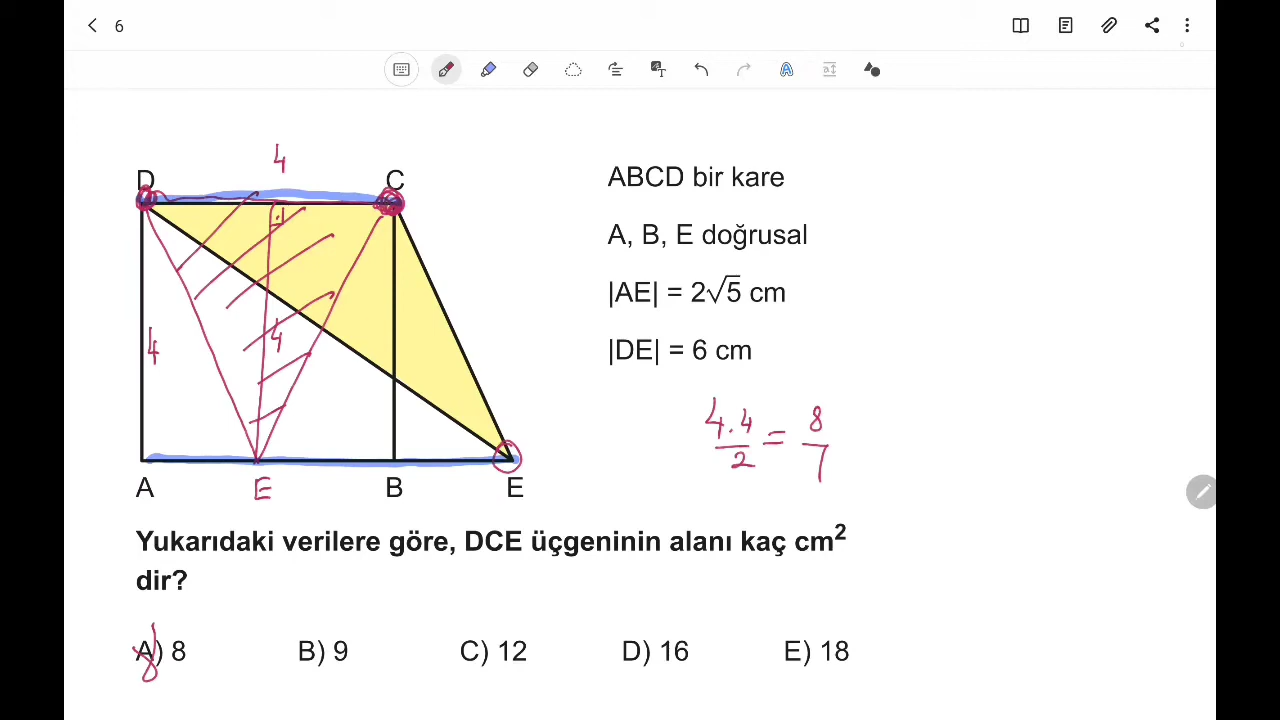 6
4
D C
ABCD bir kare
A, B, E doğrusal
|AE| = 2√5 cm
4 4
|DE| = 6 cm
4.4/2 = 8/7
A E B E
Yukarıdaki verilere göre, DCE üçgeninin alanı kaç cm²
dir?
A) 8 B) 9 C) 12 D) 16 E) 18